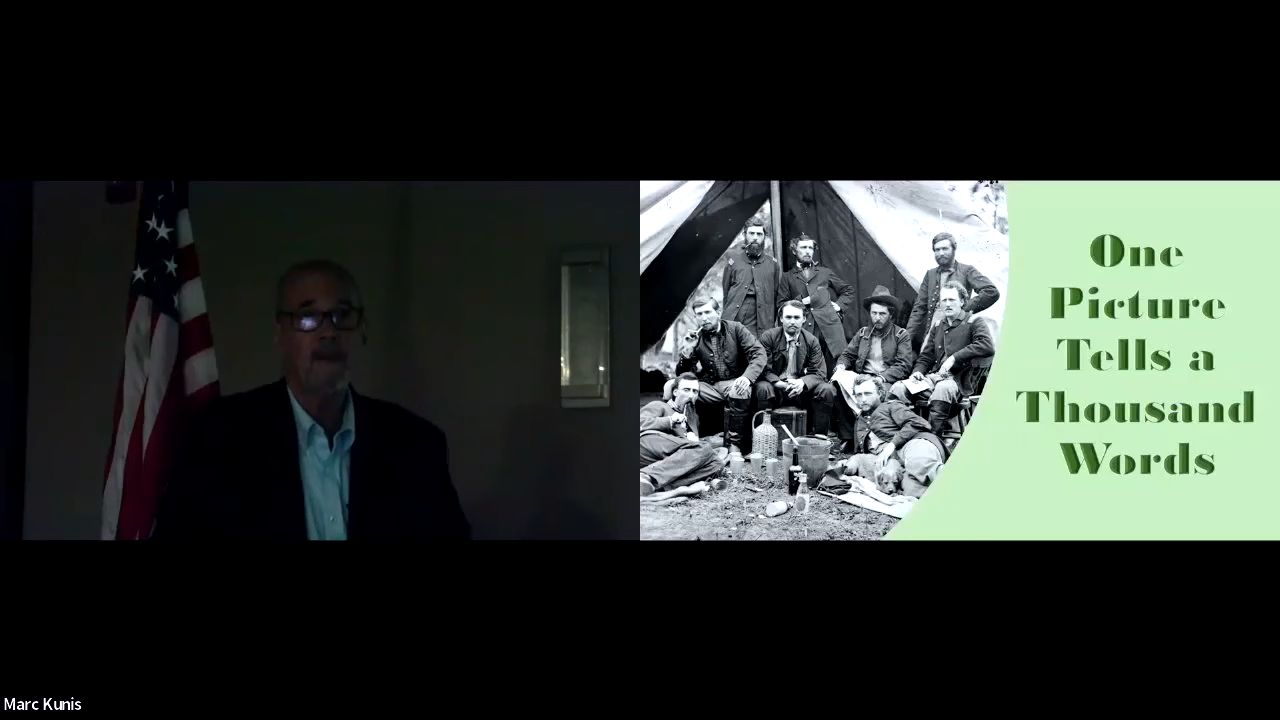 One
Picture
Tells a
Thousand
Words
Marc Kunis